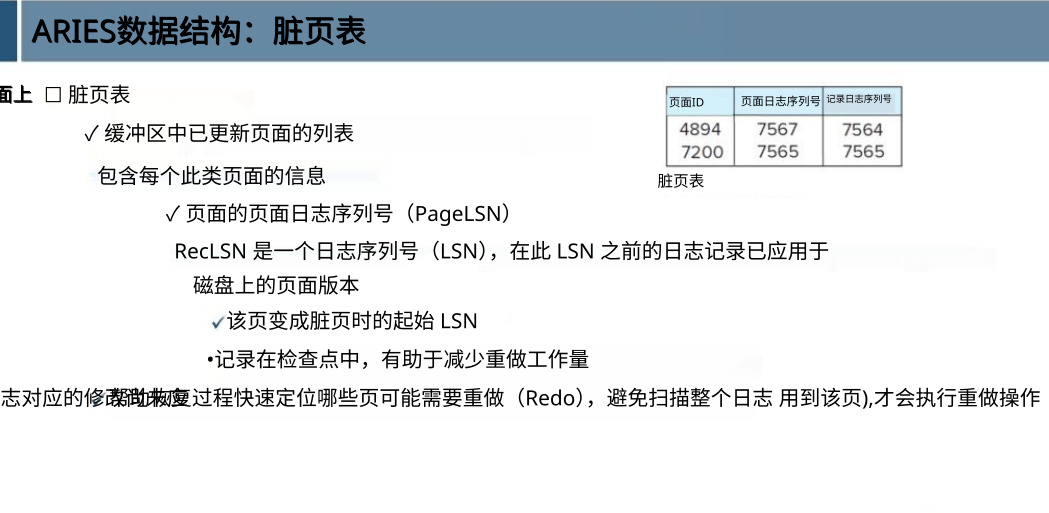 ARIES数据结构：脏页表
面上 □ 脏页表
✓ 缓冲区中已更新页面的列表
包含每个此类页面的信息
✓ 页面的页面日志序列号（PageLSN）
RecLSN 是一个日志序列号（LSN），在此 LSN 之前的日志记录已应用于
磁盘上的页面版本
✓该页变成脏页时的起始 LSN
•记录在检查点中，有助于减少重做工作量
志对应的修改 过程快速定位哪些页可能需要重做（Redo），避免扫描整个日志 用到该页),才会执行重做操作
页面ID 页面日志序列号 记录日志序列号
4894 7567 7564
7200 7565 7565
脏页表